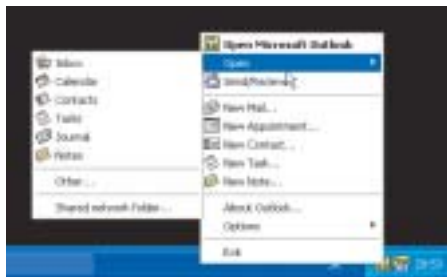 Open Microsoft Outlook
Open
Send/Receive
New Mail...
New Appointment...
New Contact...
New Task...
New Note...
About Outlook...
Options
Exit
Inbox
Calendar
Contacts
Tasks
Journal
Notes
Other...
Shared network Folder...